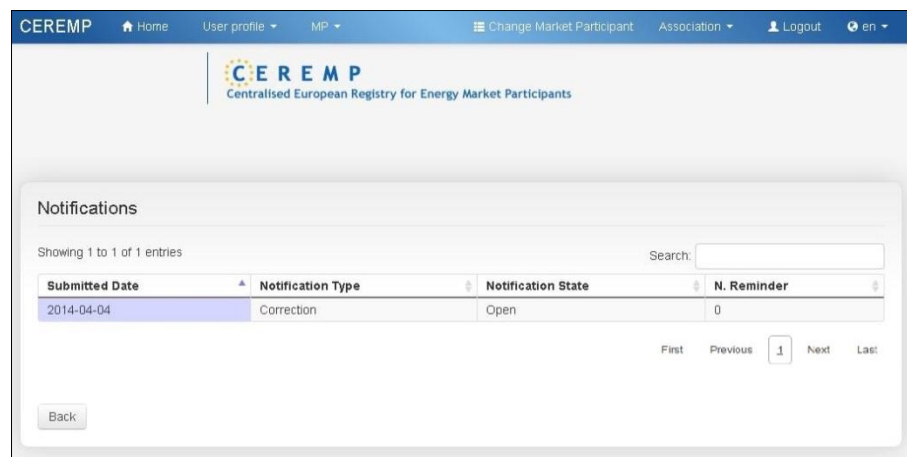 CEREMP Home User profile MP Change Market Participant Association Logout en
CEREMP
Centralised European Registry for Energy Market Participants
Notifications
Showing 1 to 1 of 1 entries Search:
Submitted Date Notification Type Notification State N. Reminder
2014-04-04 Correction Open 0
First Previous 1 Next Last
Back